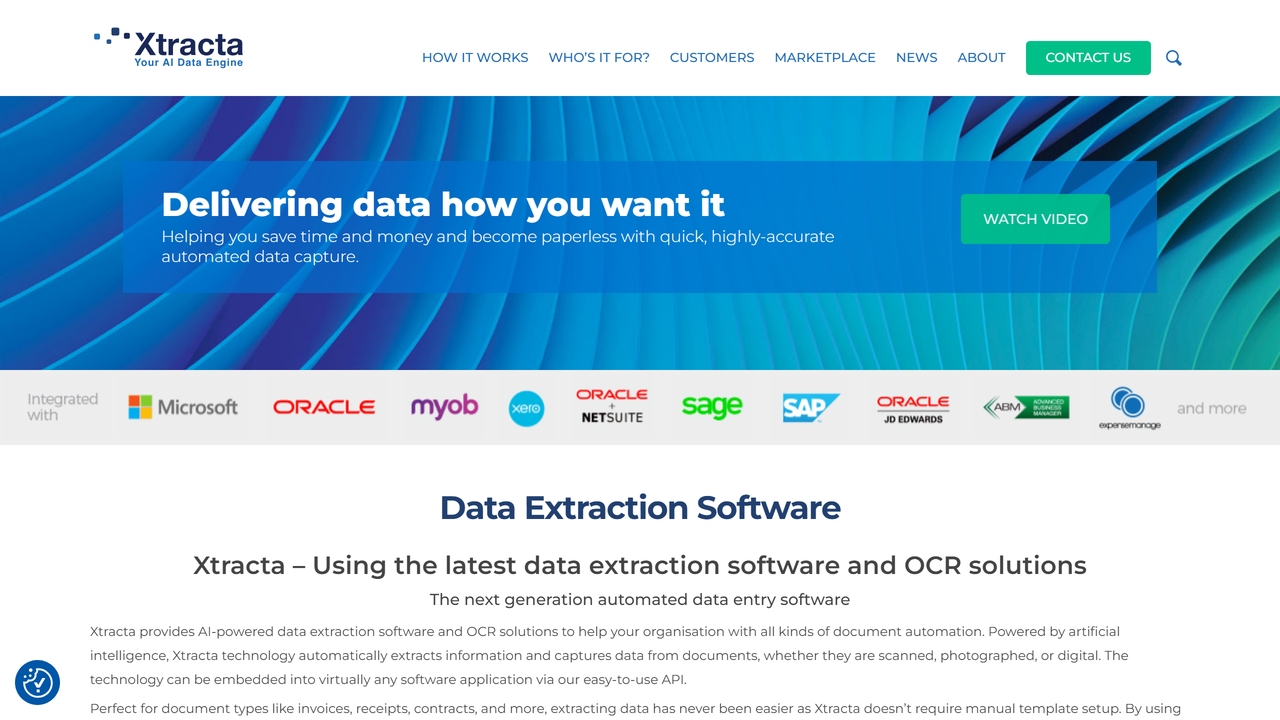 Xtracta
Your AI Data Engine
HOW IT WORKS
WHO'S IT FOR?
CUSTOMERS
MARKETPLACE
NEWS
ABOUT
CONTACT US
Delivering data how you want it
Helping you save time and money and become paperless with quick, highly-accurate
automated data capture.
WATCH VIDEO
Integrated
with
Microsoft
ORACLE
myob
xero
ORACLE
+
NETSUITE
sage
SAP
ORACLE
JD EDWARDS
ABM
ADVANCED
BUSINESS
MANAGER
expensemanage
and more
Data Extraction Software
Xtracta – Using the latest data extraction software and OCR solutions
The next generation automated data entry software
Xtracta provides AI-powered data extraction software and OCR solutions to help your organisation with all kinds of document automation. Powered by artificial
intelligence, Xtracta technology automatically extracts information and captures data from documents, whether they are scanned, photographed, or digital. The
technology can be embedded into virtually any software application via our easy-to-use API.
Perfect for document types like invoices, receipts, contracts, and more, extracting data has never been easier as Xtracta doesn't require manual template setup. By using